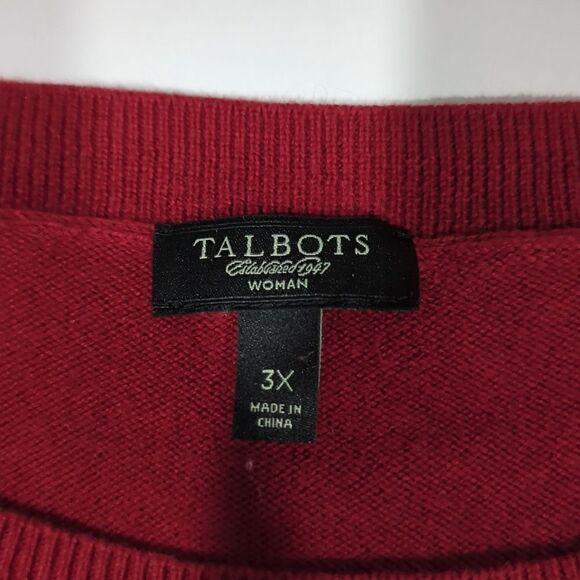 TALBOTS
Established 1947
WOMAN
3X
MADE IN
CHINA